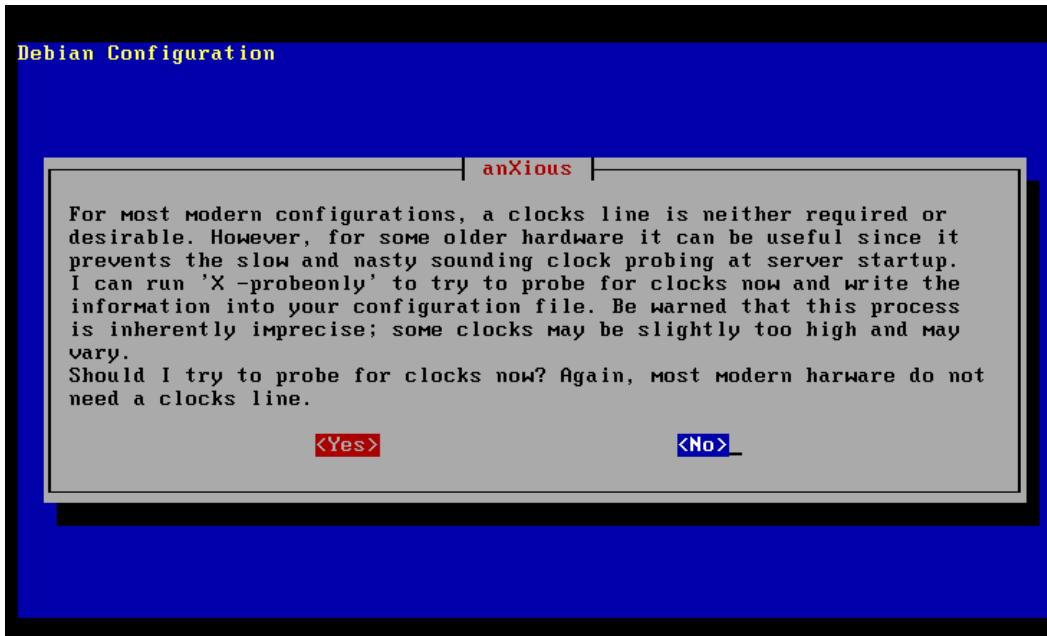 Debian Configuration
anXious
For most modern configurations, a clocks line is neither required or
desirable. However, for some older hardware it can be useful since it
prevents the slow and nasty sounding clock probing at server startup.
I can run 'X -probeonly' to try to probe for clocks now and write the
information into your configuration file. Be warned that this process
is inherently imprecise; some clocks may be slightly too high and may
vary.
Should I try to probe for clocks now? Again, most modern harware do not
need a clocks line.
<Yes> <No>